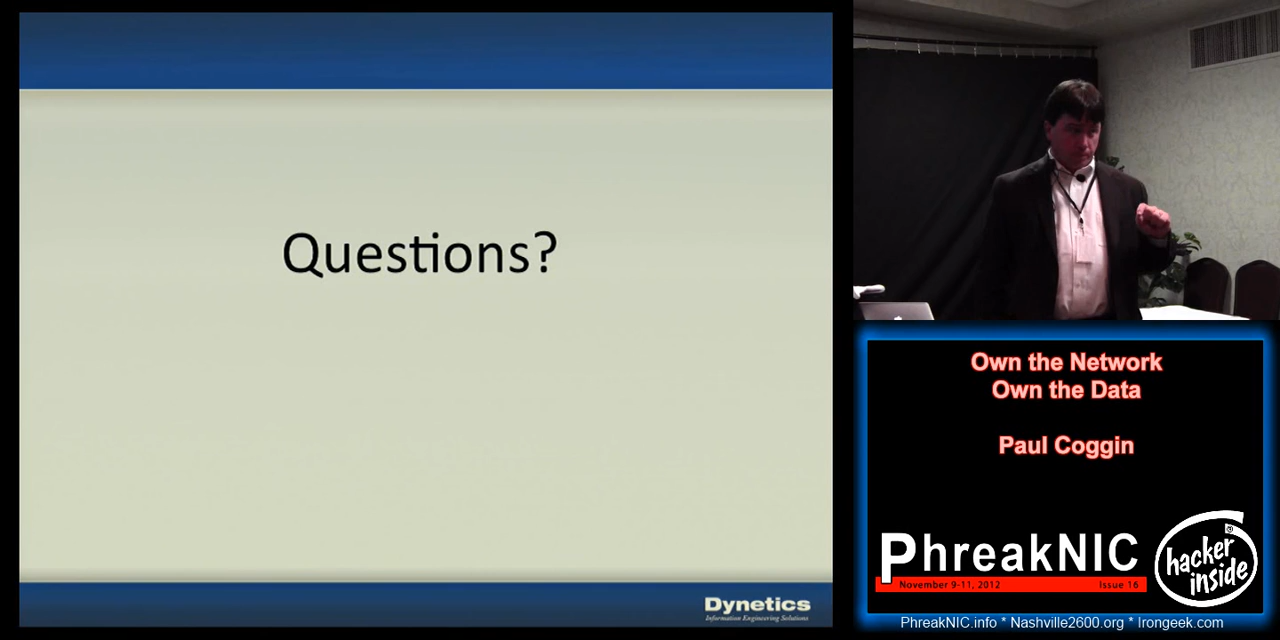 Questions?
Dynetics
Information Engineering Solutions
Own the Network
Own the Data
Paul Coggin
PhreakNIC
November 9-11, 2012 Issue 16
hacker
inside
PhreakNIC.info * Nashville2600.org * Irongeek.com